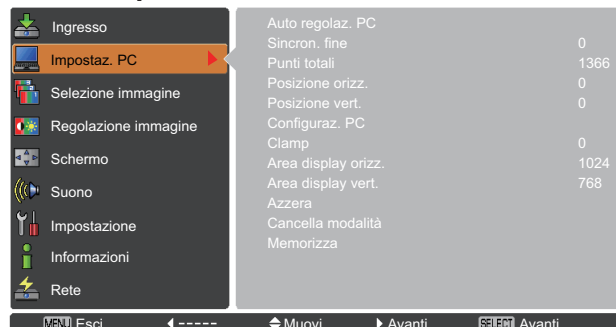 Ingresso
Impostaz. PC
Selezione immagine
Regolazione immagine
Schermo
Suono
Impostazione
Informazioni
Rete
Auto regolaz. PC
Sincron. fine 0
Punti totali 1366
Posizione orizz. 0
Posizione vert. 0
Configuraz. PC
Clamp 0
Area display orizz. 1024
Area display vert. 768
Azzera
Cancella modalità
Memorizza
MENU Esci ----- Muovi Avanti SELECT Avanti